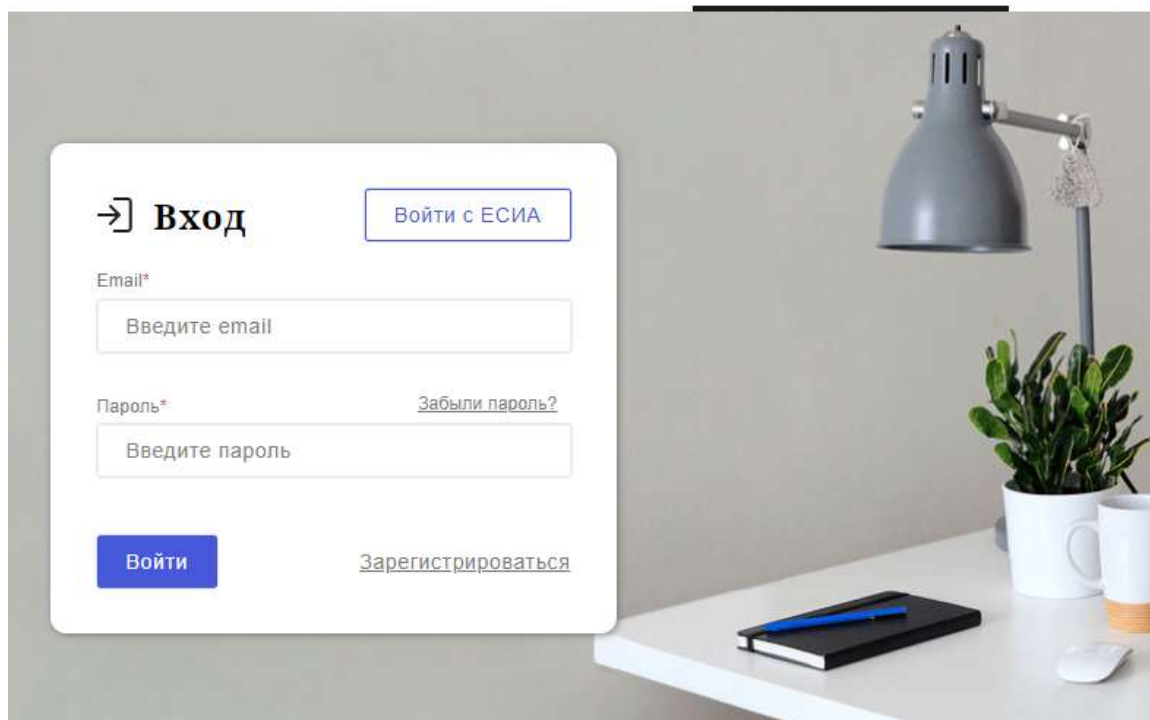 Вход
Войти с ЕСИА
Email*
Введите email
Пароль*
Забыли пароль?
Введите пароль
Войти
Зарегистрироваться